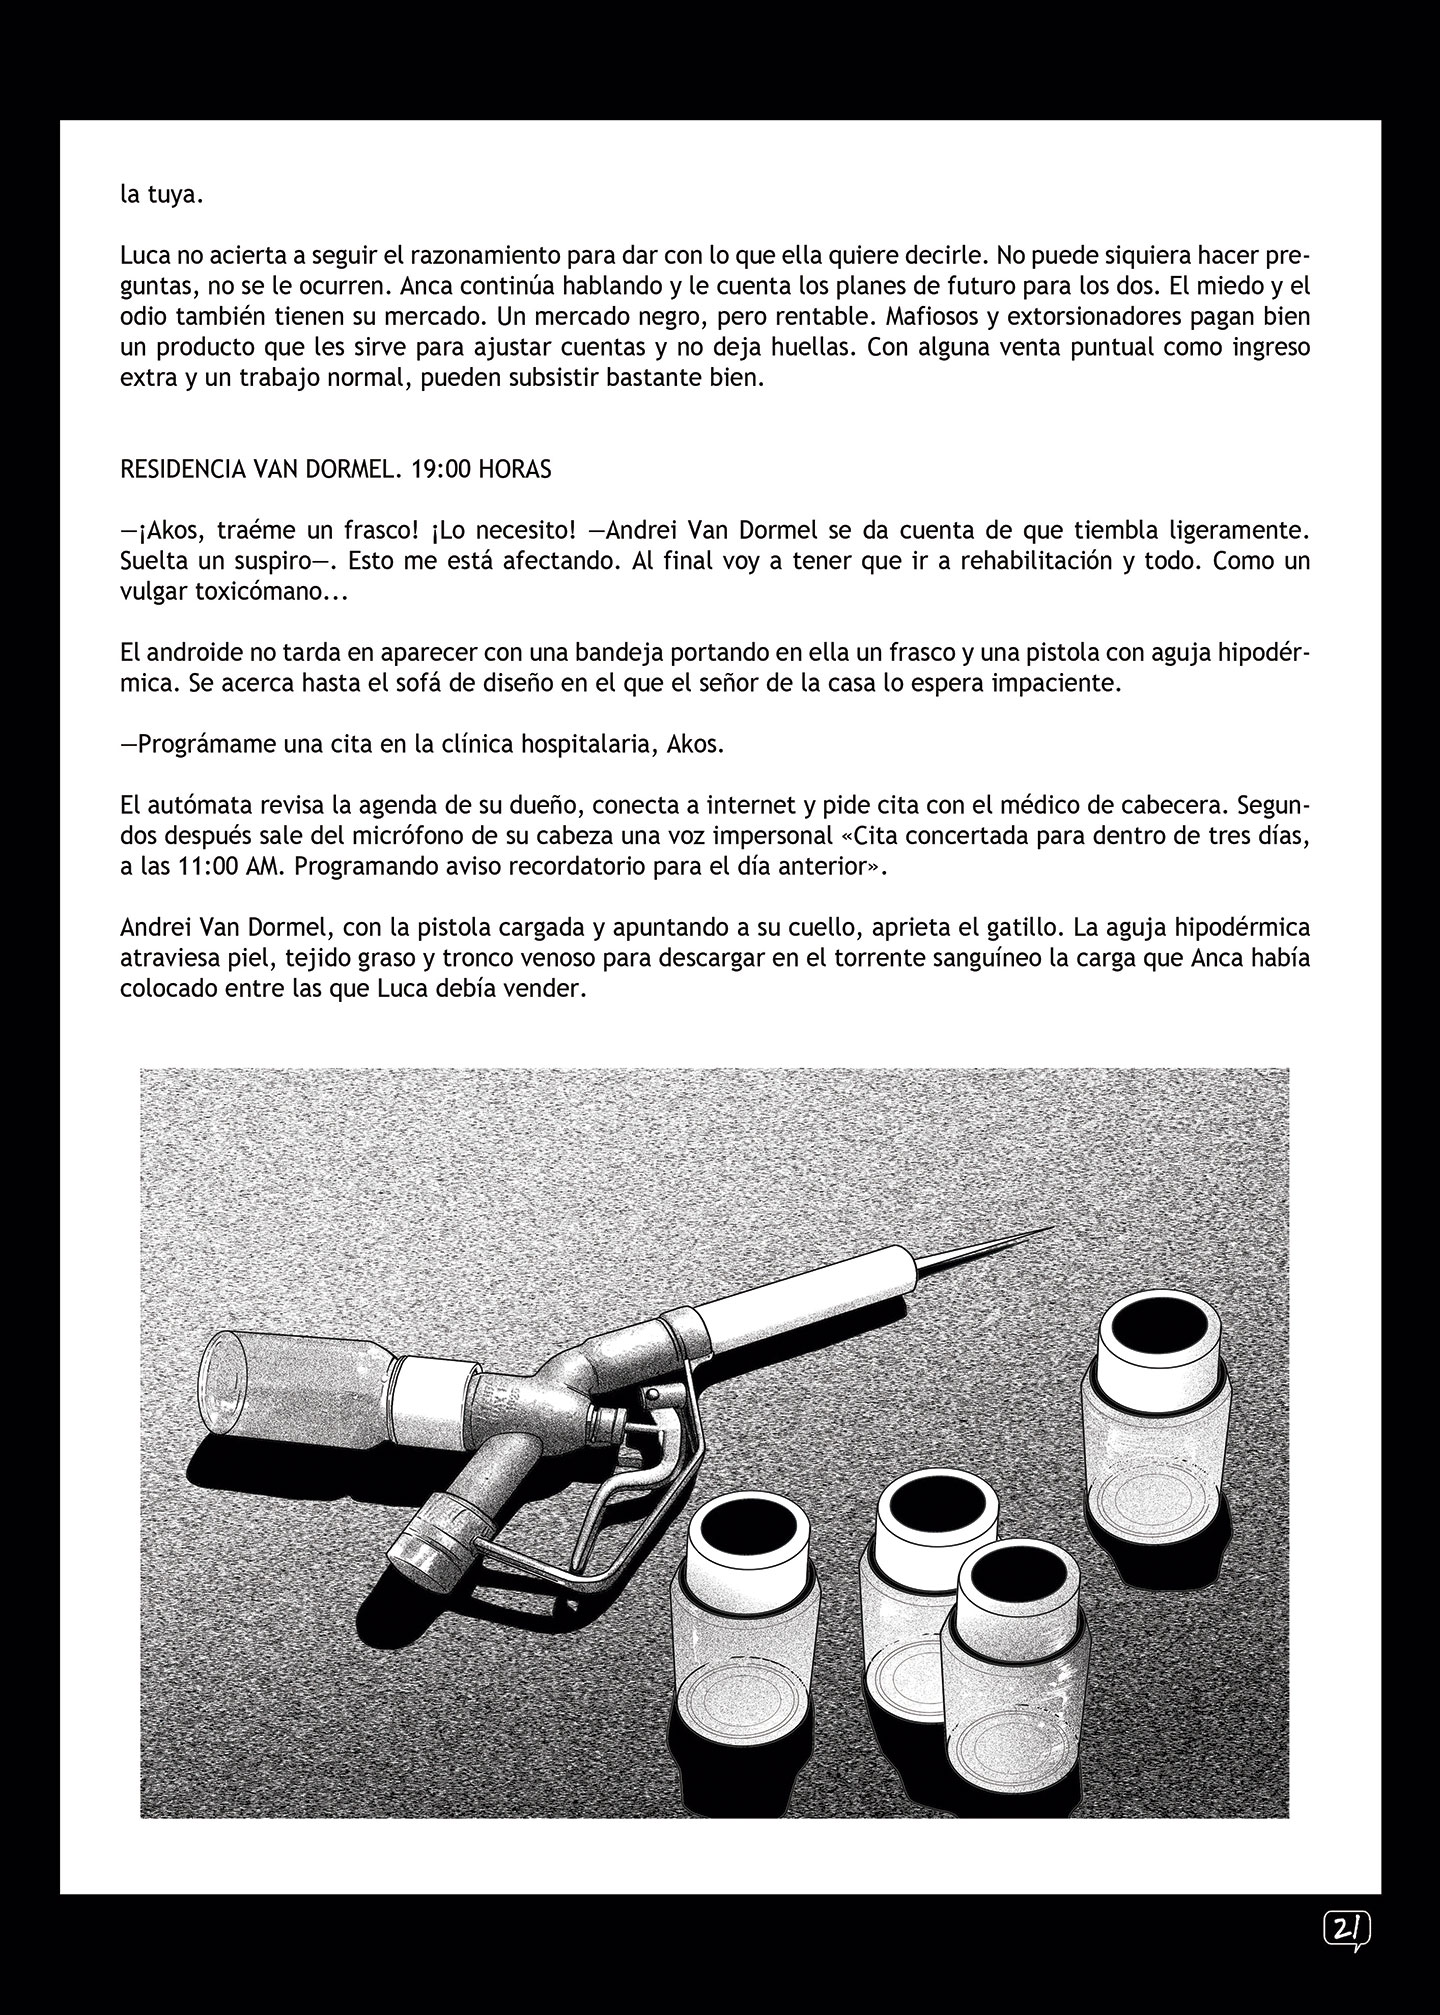 la tuya.
Luca no acierta a seguir el razonamiento para dar con lo que ella quiere decirle. No puede siquiera hacer pre-
guntas, no se le ocurren. Anca continúa hablando y le cuenta los planes de futuro para los dos. El miedo y el
odio también tienen su mercado. Un mercado negro, pero rentable. Mafiosos y extorsionadores pagan bien
un producto que les sirve para ajustar cuentas y no deja huellas. Con alguna venta puntual como ingreso
extra y un trabajo normal, pueden subsistir bastante bien.
RESIDENCIA VAN DORMEL. 19:00 HORAS
—¡Akos, traéme un frasco! ¡Lo necesito! —Andrei Van Dormel se da cuenta de que tiembla ligeramente.
Suelta un suspiro—. Esto me está afectando. Al final voy a tener que ir a rehabilitación y todo. Como un
vulgar toxicómano...
El androide no tarda en aparecer con una bandeja portando en ella un frasco y una pistola con aguja hipodér-
mica. Se acerca hasta el sofá de diseño en el que el señor de la casa lo espera impaciente.
—Prográmame una cita en la clínica hospitalaria, Akos.
El autómata revisa la agenda de su dueño, conecta a internet y pide cita con el médico de cabecera. Segun-
dos después sale del micrófono de su cabeza una voz impersonal «Cita concertada para dentro de tres días,
a las 11:00 AM. Programando aviso recordatorio para el día anterior».
Andrei Van Dormel, con la pistola cargada y apuntando a su cuello, aprieta el gatillo. La aguja hipodérmica
atraviesa piel, tejido graso y tronco venoso para descargar en el torrente sanguíneo la carga que Anca había
colocado entre las que Luca debía vender.
21